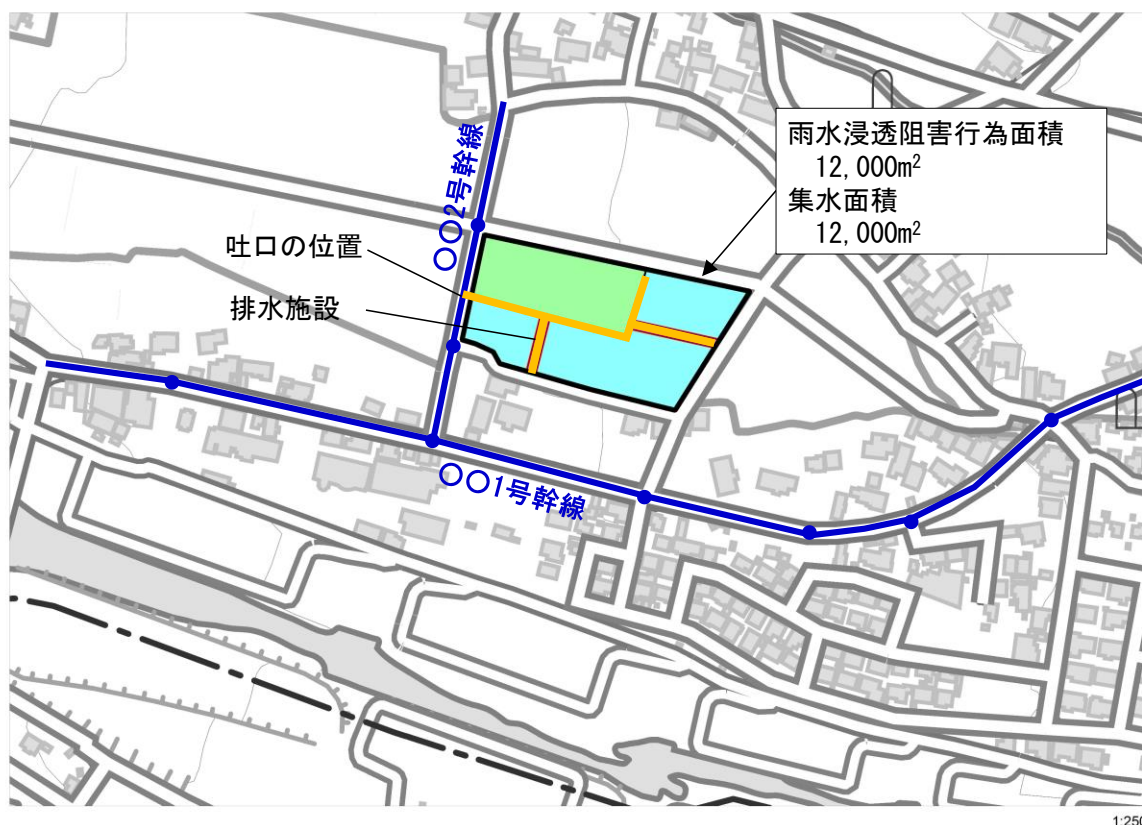 雨水浸透阻害行為面積
12,000m²
集水面積
12,000m²
〇〇2号幹線
吐口の位置
排水施設
〇〇1号幹線